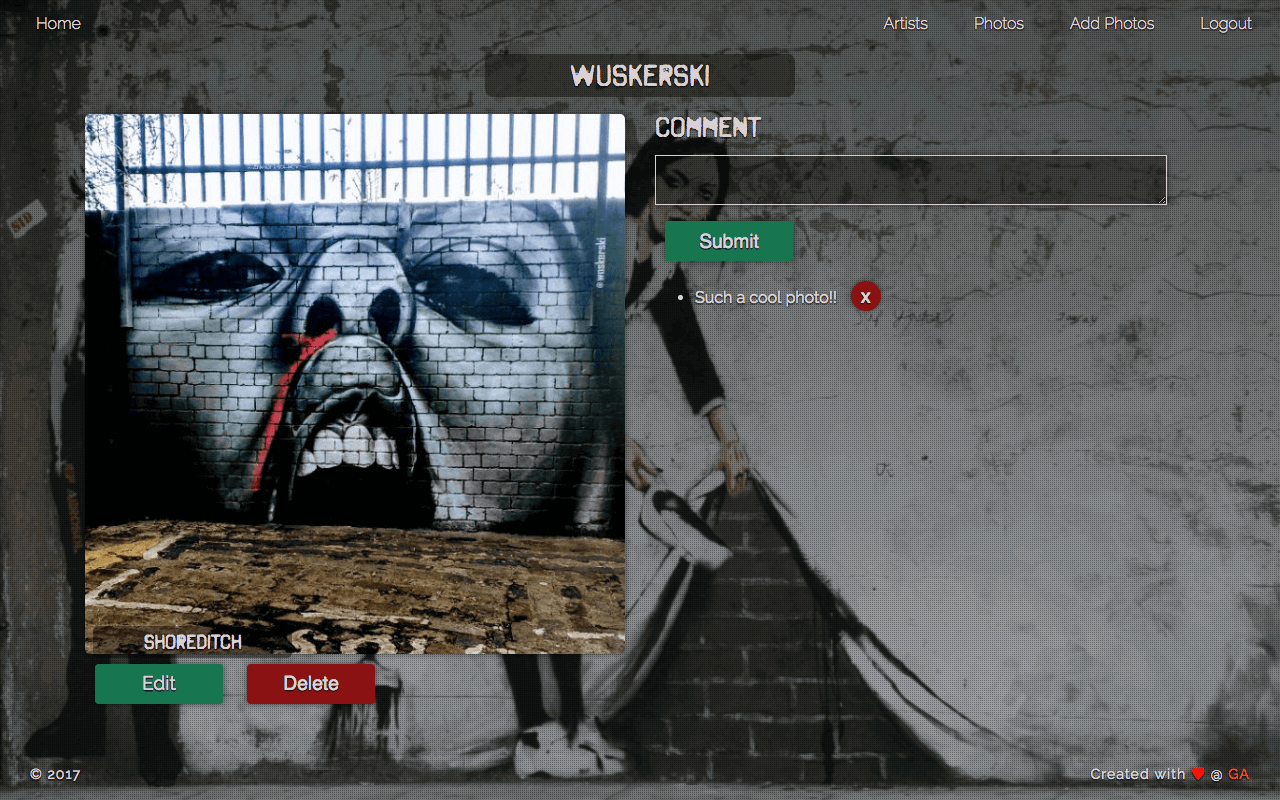 Home
Artists
Photos
Add Photos
Logout
WUSKERSKI
COMMENT
@wuskerski
Submit
Such a cool photo!!
x
SHOREDITCH
Edit
Delete
© 2017
Created with ♥ @ GA